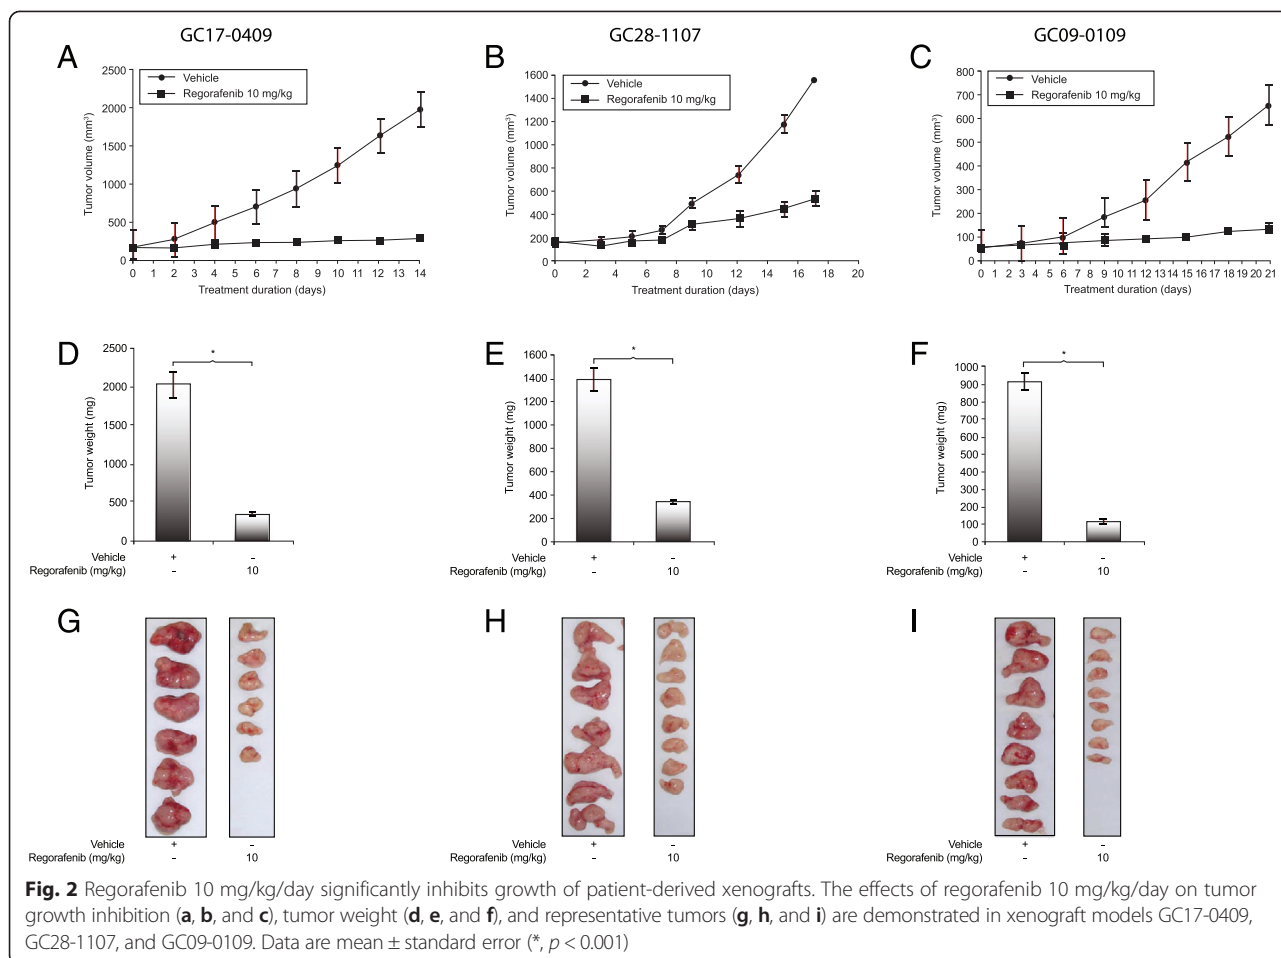 GC17-0409
GC28-1107
GC09-0109
A
Vehicle
Regorafenib 10 mg/kg
Tumor volume (mm³)
2500
2000
1500
1000
500
0
0 1 2 3 4 5 6 7 8 9 10 11 12 13 14
Treatment duration (days)
B
Vehicle
Regorafenib 10 mg/kg
Tumor volume (mm³)
1600
1400
1200
1000
800
600
400
200
0
0 2 4 6 8 10 12 14 16 18 20
Treatment duration (days)
C
Vehicle
Regorafenib 10 mg/kg
Tumor volume (mm³)
800
700
600
500
400
300
200
100
0
0 1 2 3 4 5 6 7 8 9 10 11 12 13 14 15 16 17 18 19 20 21
Treatment duration (days)
D
Tumor weight (mg)
2500
2000
1500
1000
500
0
*
Vehicle + –
Regorafenib (mg/kg) – 10
E
Tumor weight (mg)
1600
1400
1200
1000
800
600
400
200
0
*
+ –
Vehicle
Regorafenib (mg/kg) – 10
F
Tumor weight (mg)
1000
900
800
700
600
500
400
300
200
100
0
*
Vehicle + –
Regorafenib (mg/kg) – 10
G
Vehicle + –
Regorafenib (mg/kg) – 10
H
Vehicle + –
Regorafenib (mg/kg) – 10
I
Vehicle + –
Regorafenib (mg/kg) – 10
Fig. 2 Regorafenib 10 mg/kg/day significantly inhibits growth of patient-derived xenografts. The effects of regorafenib 10 mg/kg/day on tumor
growth inhibition (a, b, and c), tumor weight (d, e, and f), and representative tumors (g, h, and i) are demonstrated in xenograft models GC17-0409,
GC28-1107, and GC09-0109. Data are mean ± standard error (*, p < 0.001)